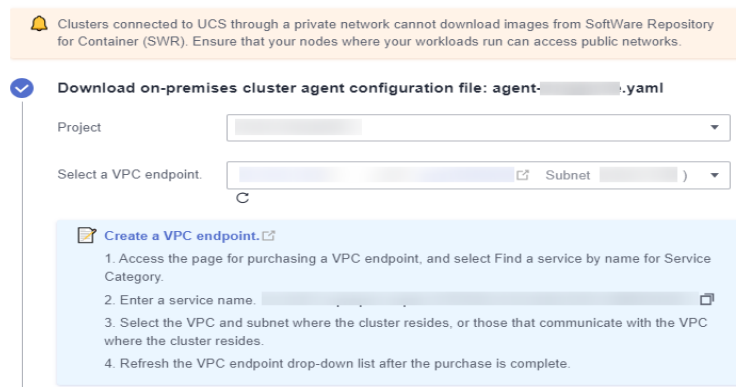 Clusters connected to UCS through a private network cannot download images from SoftWare Repository
for Container (SWR). Ensure that your nodes where your workloads run can access public networks.
Download on-premises cluster agent configuration file: agent- .yaml
Project
Select a VPC endpoint. Subnet )
Create a VPC endpoint.
1. Access the page for purchasing a VPC endpoint, and select Find a service by name for Service
Category.
2. Enter a service name.
3. Select the VPC and subnet where the cluster resides, or those that communicate with the VPC
where the cluster resides.
4. Refresh the VPC endpoint drop-down list after the purchase is complete.